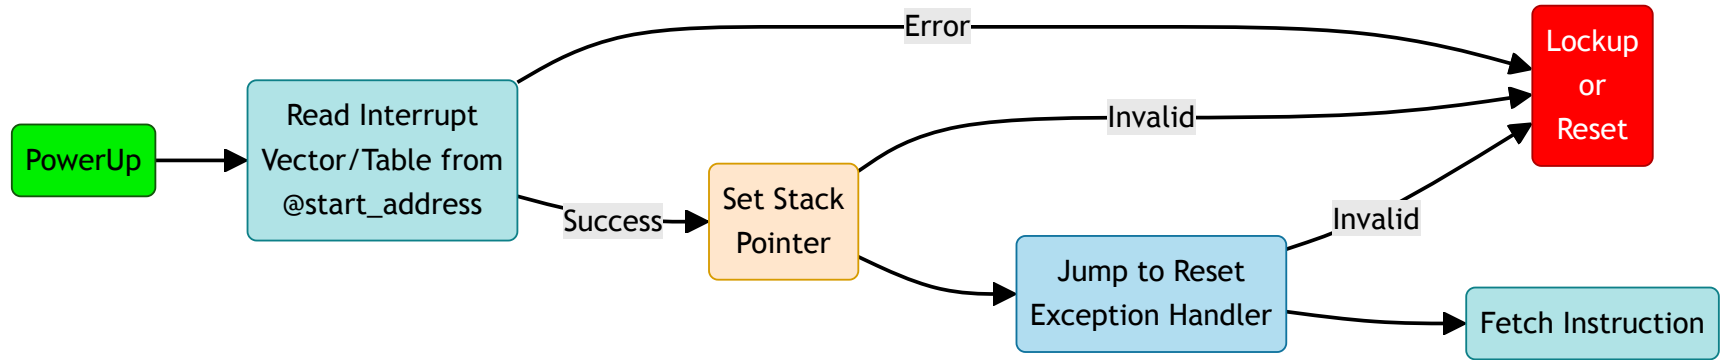 PowerUp
Read Interrupt
Vector/Table from
@start_address
Error
Success
Set Stack
Pointer
Invalid
Jump to Reset
Exception Handler
Invalid
Lockup
or
Reset
Fetch Instruction